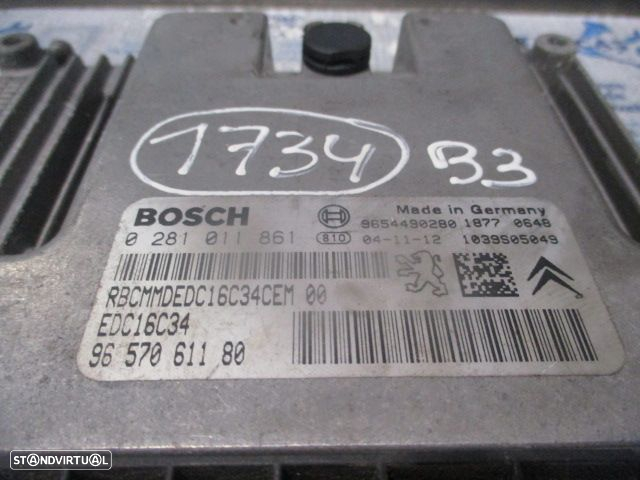 1734 B3
BOSCH
Made in Germany
9654490280 1877 0648
0 281 011 861
810 04-11-12 1039S05049
RBCMMDEDC16C34CEM 00
EDC16C34
96 570 611 80
STANDVIRTUAL